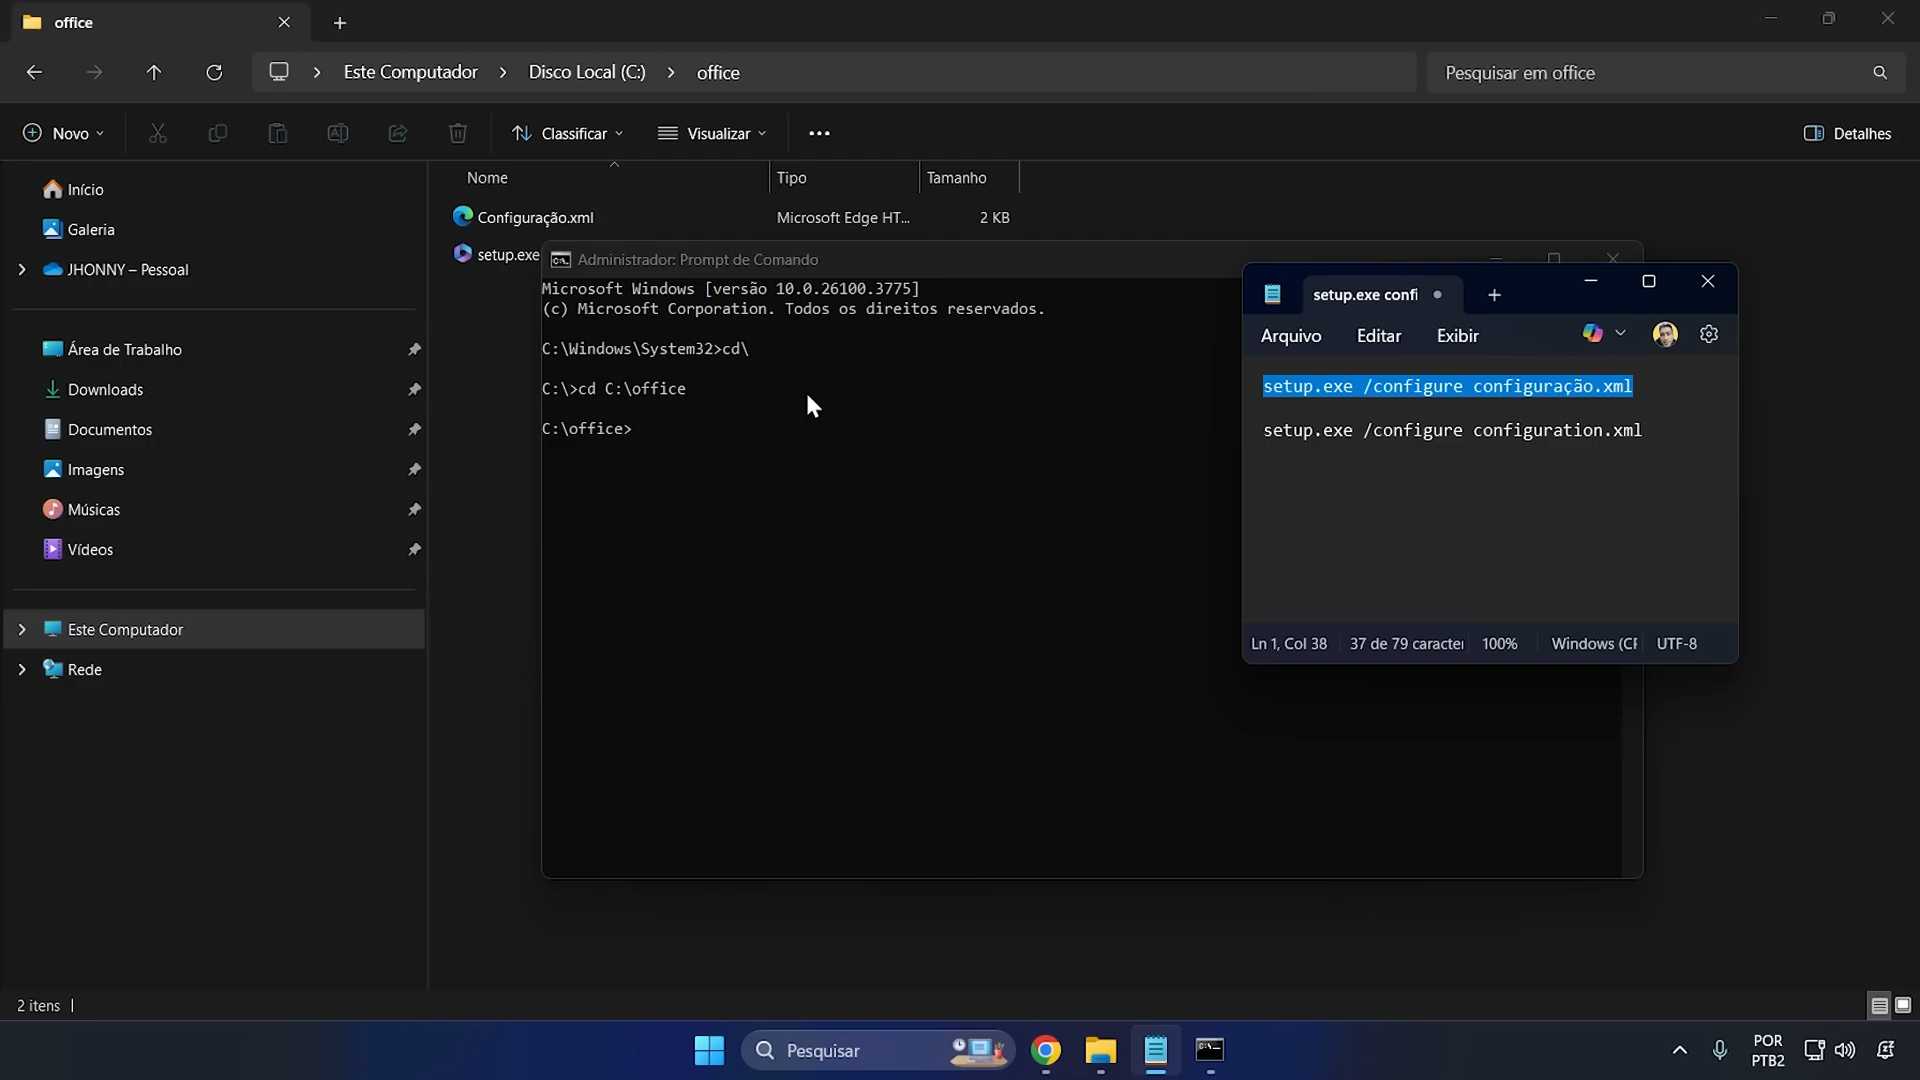 office
Este Computador > Disco Local (C:) > office
Pesquisar em office
Novo
Classificar
Visualizar
Detalhes
Início
Galeria
JHONNY – Pessoal
Área de Trabalho
Downloads
Documentos
Imagens
Músicas
Vídeos
Este Computador
Rede
Nome Tipo Tamanho
Configuração.xml Microsoft Edge HT... 2 KB
setup.exe
Administrador: Prompt de Comando
Microsoft Windows [versão 10.0.26100.3775]
(c) Microsoft Corporation. Todos os direitos reservados.
C:\Windows\System32>cd\
C:\>cd C:\office
C:\office>
setup.exe confi
Arquivo Editar Exibir
setup.exe /configure configuração.xml
setup.exe /configure configuration.xml
Ln 1, Col 38 37 de 79 caracte 100% Windows (CF UTF-8
2 itens
Pesquisar
POR
PTB2